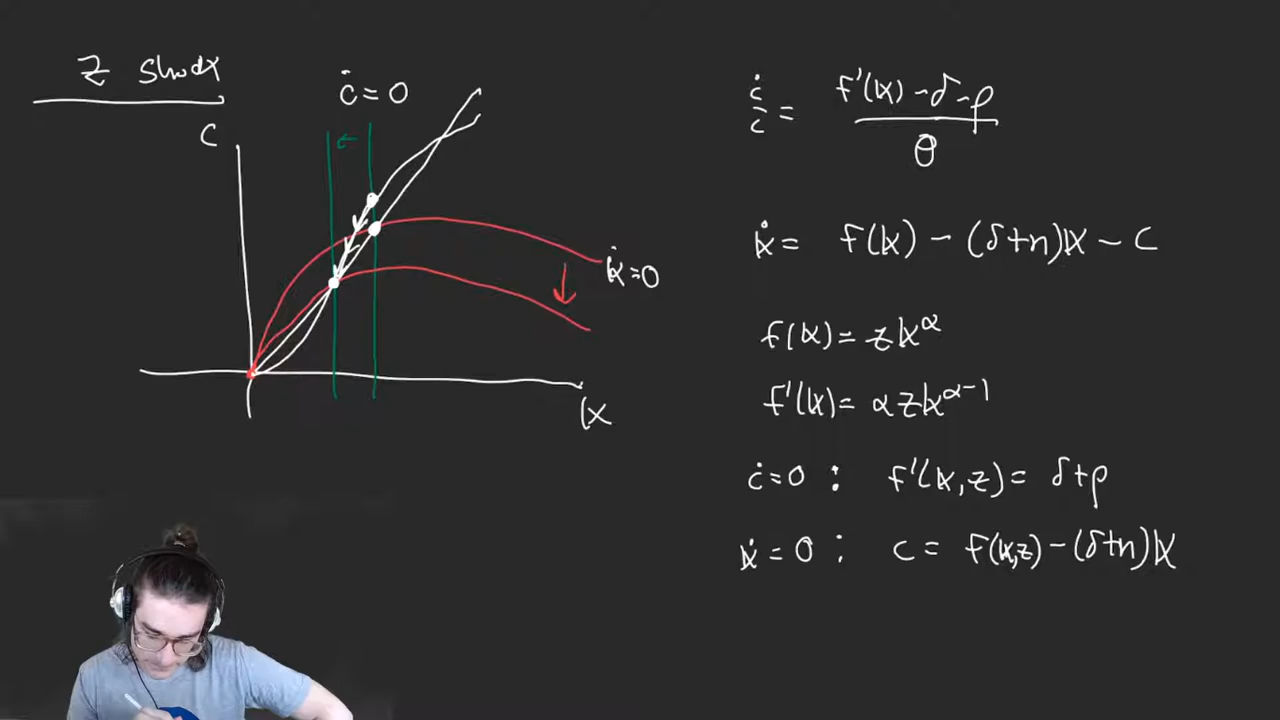 z shock
ċ = 0
c
k̇ = 0
k
ċ/c = (f'(k) - δ - ρ)/θ
k̇ = f(k) - (δ+n)k - c
f(k) = zk^α
f'(k) = αzk^(α-1)
ċ = 0 : f'(k,z) = δ+ρ
k̇ = 0 : c = f(k,z) - (δ+n)k